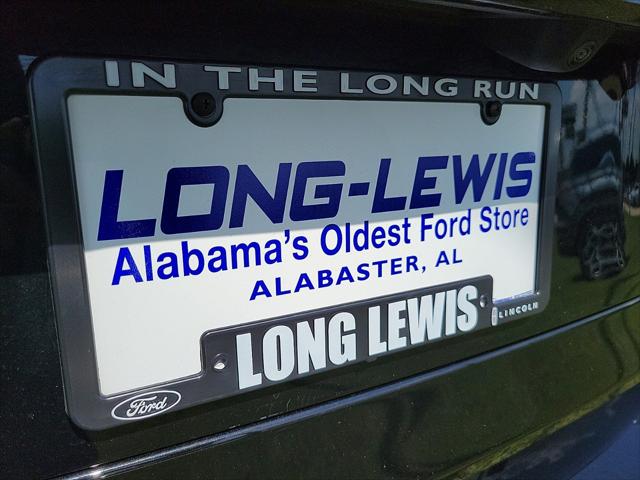 IN THE LONG RUN
LONG-LEWIS
Alabama's Oldest Ford Store
ALABASTER, AL
LONG LEWIS
LINCOLN
Ford